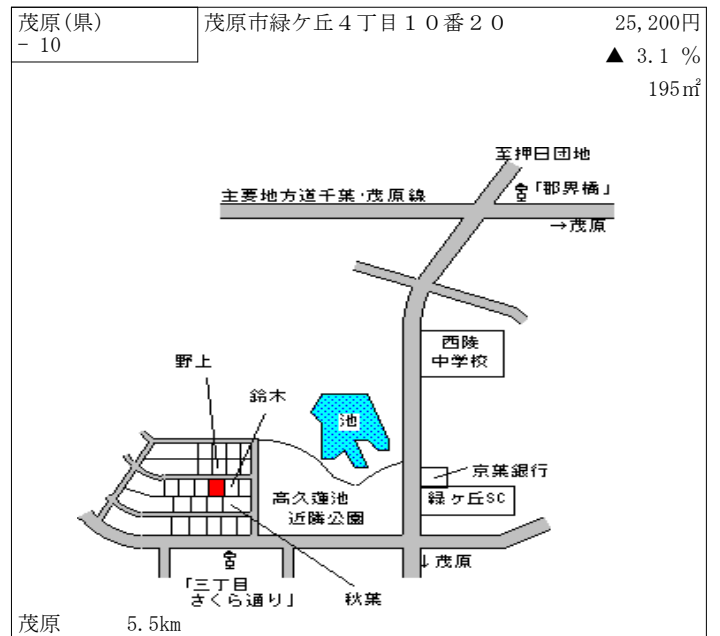 茂原(県)
- 10
茂原市緑ケ丘４丁目１０番２０
25,200円
▲ 3.1 %
195㎡
至押日団地
主要地方道千葉･茂原線
「郡界橋」
→茂原
西陵
中学校
野上
鈴木
池
京葉銀行
緑ヶ丘SC
高久蓮池
近隣公園
↓茂原
「三丁目
さくら通り」
秋葉
茂原 5.5km